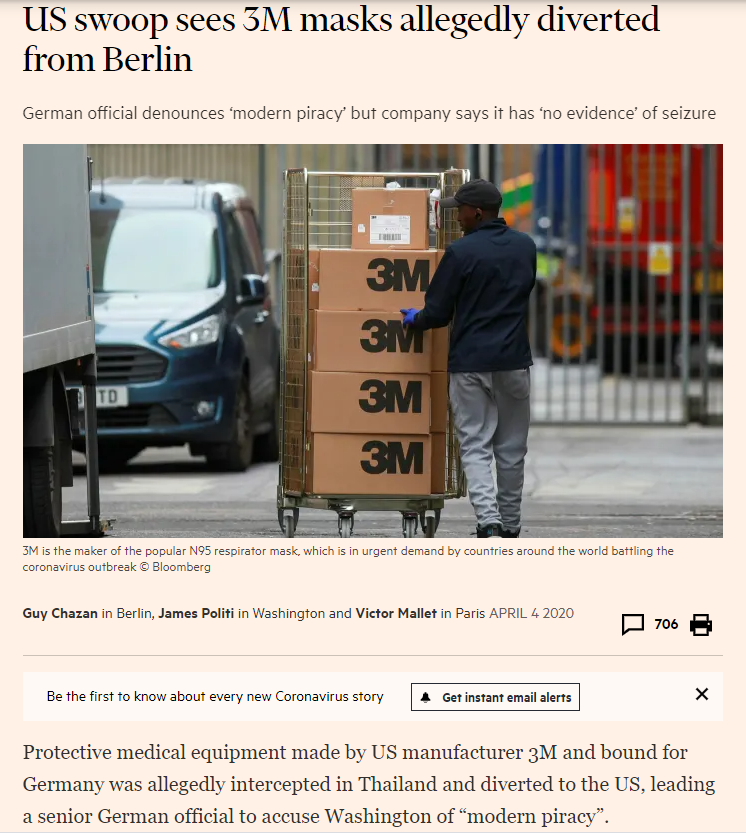 US swoop sees 3M masks allegedly diverted
from Berlin
German official denounces ‘modern piracy’ but company says it has ‘no evidence’ of seizure
3M
3M
3M
3M
TD
3M is the maker of the popular N95 respirator mask, which is in urgent demand by countries around the world battling the
coronavirus outbreak © Bloomberg
Guy Chazan in Berlin, James Politi in Washington and Victor Mallet in Paris APRIL 4 2020
706
Be the first to know about every new Coronavirus story
Get instant email alerts
Protective medical equipment made by US manufacturer 3M and bound for
Germany was allegedly intercepted in Thailand and diverted to the US, leading
a senior German official to accuse Washington of “modern piracy”.